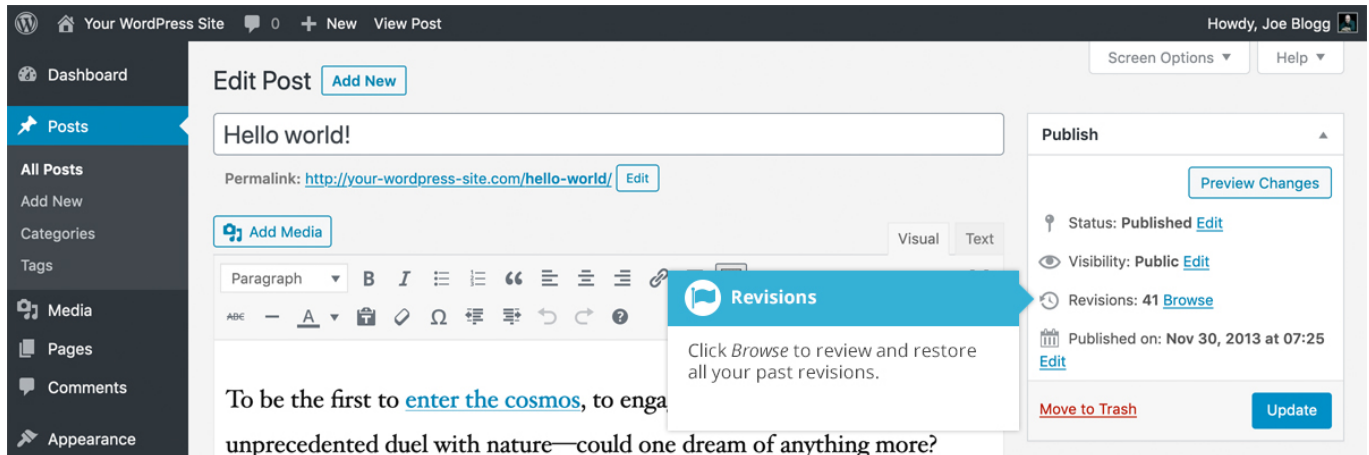 Your WordPress Site 0 + New View Post Howdy, Joe Blogg
Dashboard
Posts
All Posts
Add New
Categories
Tags
Media
Pages
Comments
Appearance
Screen Options ▼ Help ▼
Edit Post Add New
Hello world!
Permalink: http://your-wordpress-site.com/hello-world/ Edit
Add Media
Visual Text
Paragraph ▼ B I
ABC A Ω
To be the first to enter the cosmos, to enga
unprecedented duel with nature—could one dream of anything more?
Revisions
Click Browse to review and restore
all your past revisions.
Publish
Preview Changes
Status: Published Edit
Visibility: Public Edit
Revisions: 41 Browse
Published on: Nov 30, 2013 at 07:25
Edit
Move to Trash Update